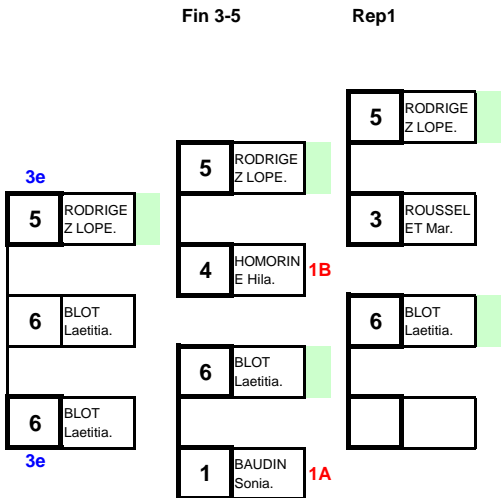 Fin 3-5 Rep1
5 RODRIGE
Z LOPE.
5 RODRIGE
Z LOPE.
3e
5 RODRIGE
Z LOPE.
3 ROUSSEL
ET Mar.
4 HOMORIN
E Hila. 1B
6 BLOT
Laetitia.
6 BLOT
Laetitia.
6 BLOT
Laetitia.
6 BLOT
Laetitia.
3e
1 BAUDIN
Sonia. 1A